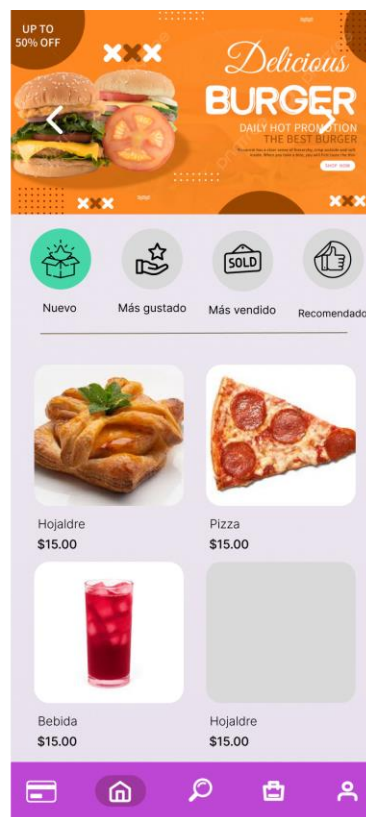 UP TO
50% OFF
Delicious
BURGER
DAILY HOT PROMOTION
THE BEST BURGER
SHOP NOW
SOLD
Nuevo
Más gustado
Más vendido
Recomendado
Hojaldre
Pizza
$15.00
$15.00
Bebida
Hojaldre
$15.00
$15.00